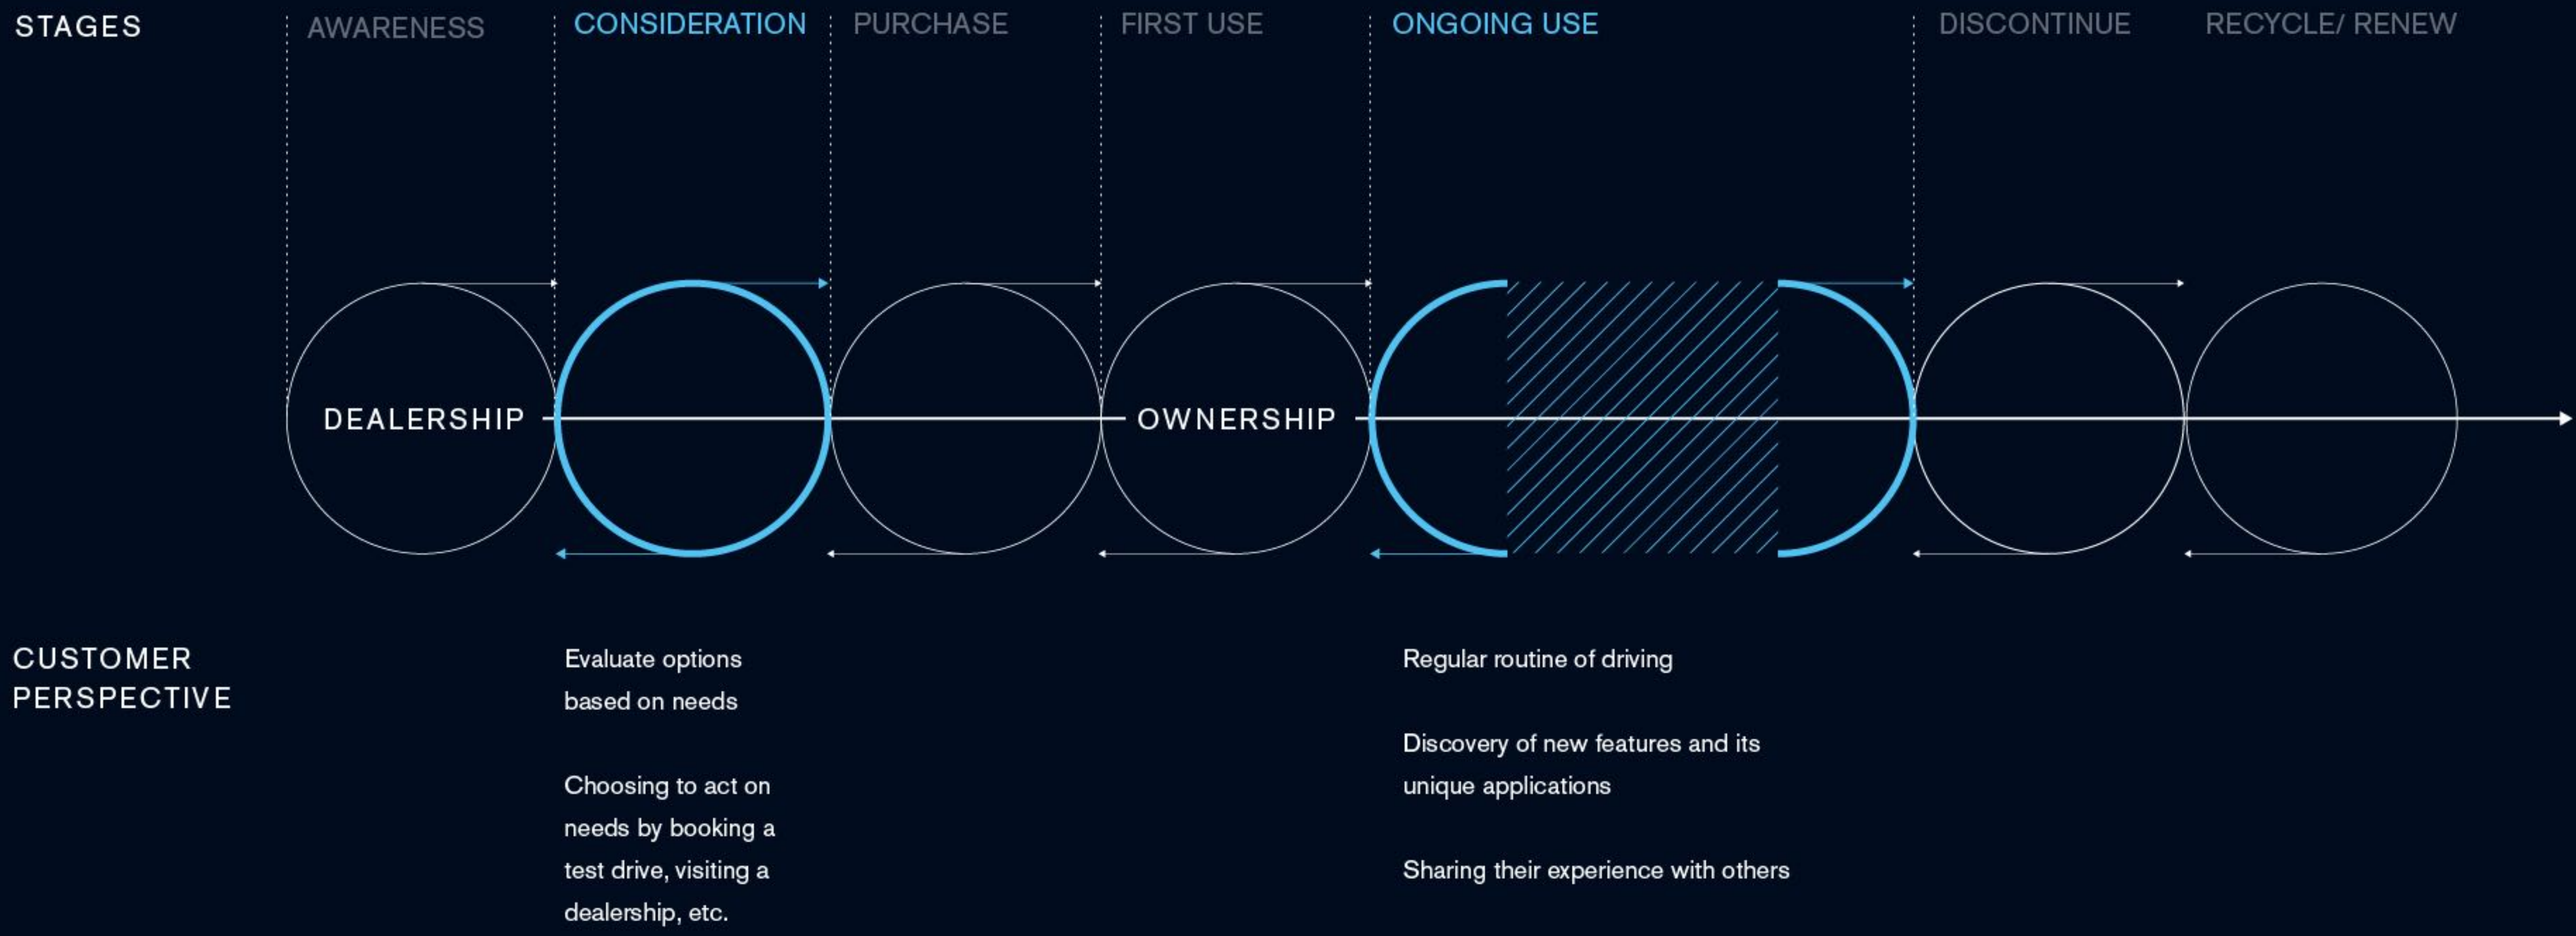 STAGES
AWARENESS
CONSIDERATION
PURCHASE
FIRST USE
ONGOING USE
DISCONTINUE
RECYCLE/ RENEW
DEALERSHIP
OWNERSHIP
CUSTOMER
PERSPECTIVE
Evaluate options
based on needs
Choosing to act on
needs by booking a
test drive, visiting a
dealership, etc.
Regular routine of driving
Discovery of new features and its
unique applications
Sharing their experience with others